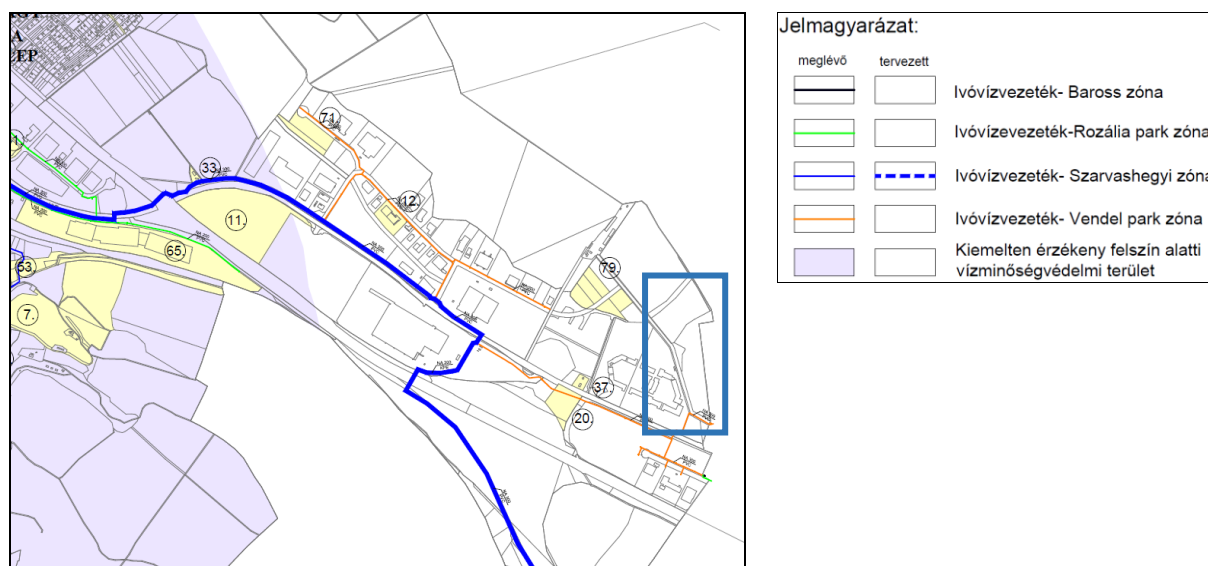 EP
71.
1.
33.
12.
11.
65.
79.
53.
7.
37.
20.
Jelmagyarázat:
meglévő tervezett
Ivóvízvezeték- Baross zóna
Ivóvízevezeték-Rozália park zóna
Ivóvízvezeték- Szarvashegyi zóna
Ivóvízvezeték- Vendel park zóna
Kiemelten érzékeny felszín alatti
vízminőségvédelmi terület